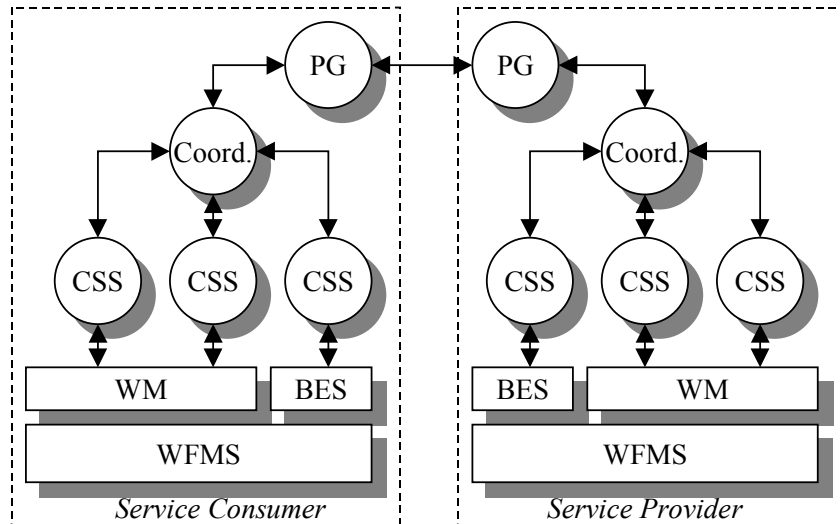 PG PG
Coord. Coord.
CSS CSS CSS CSS CSS CSS
WM BES BES WM
WFMS WFMS
Service Consumer Service Provider